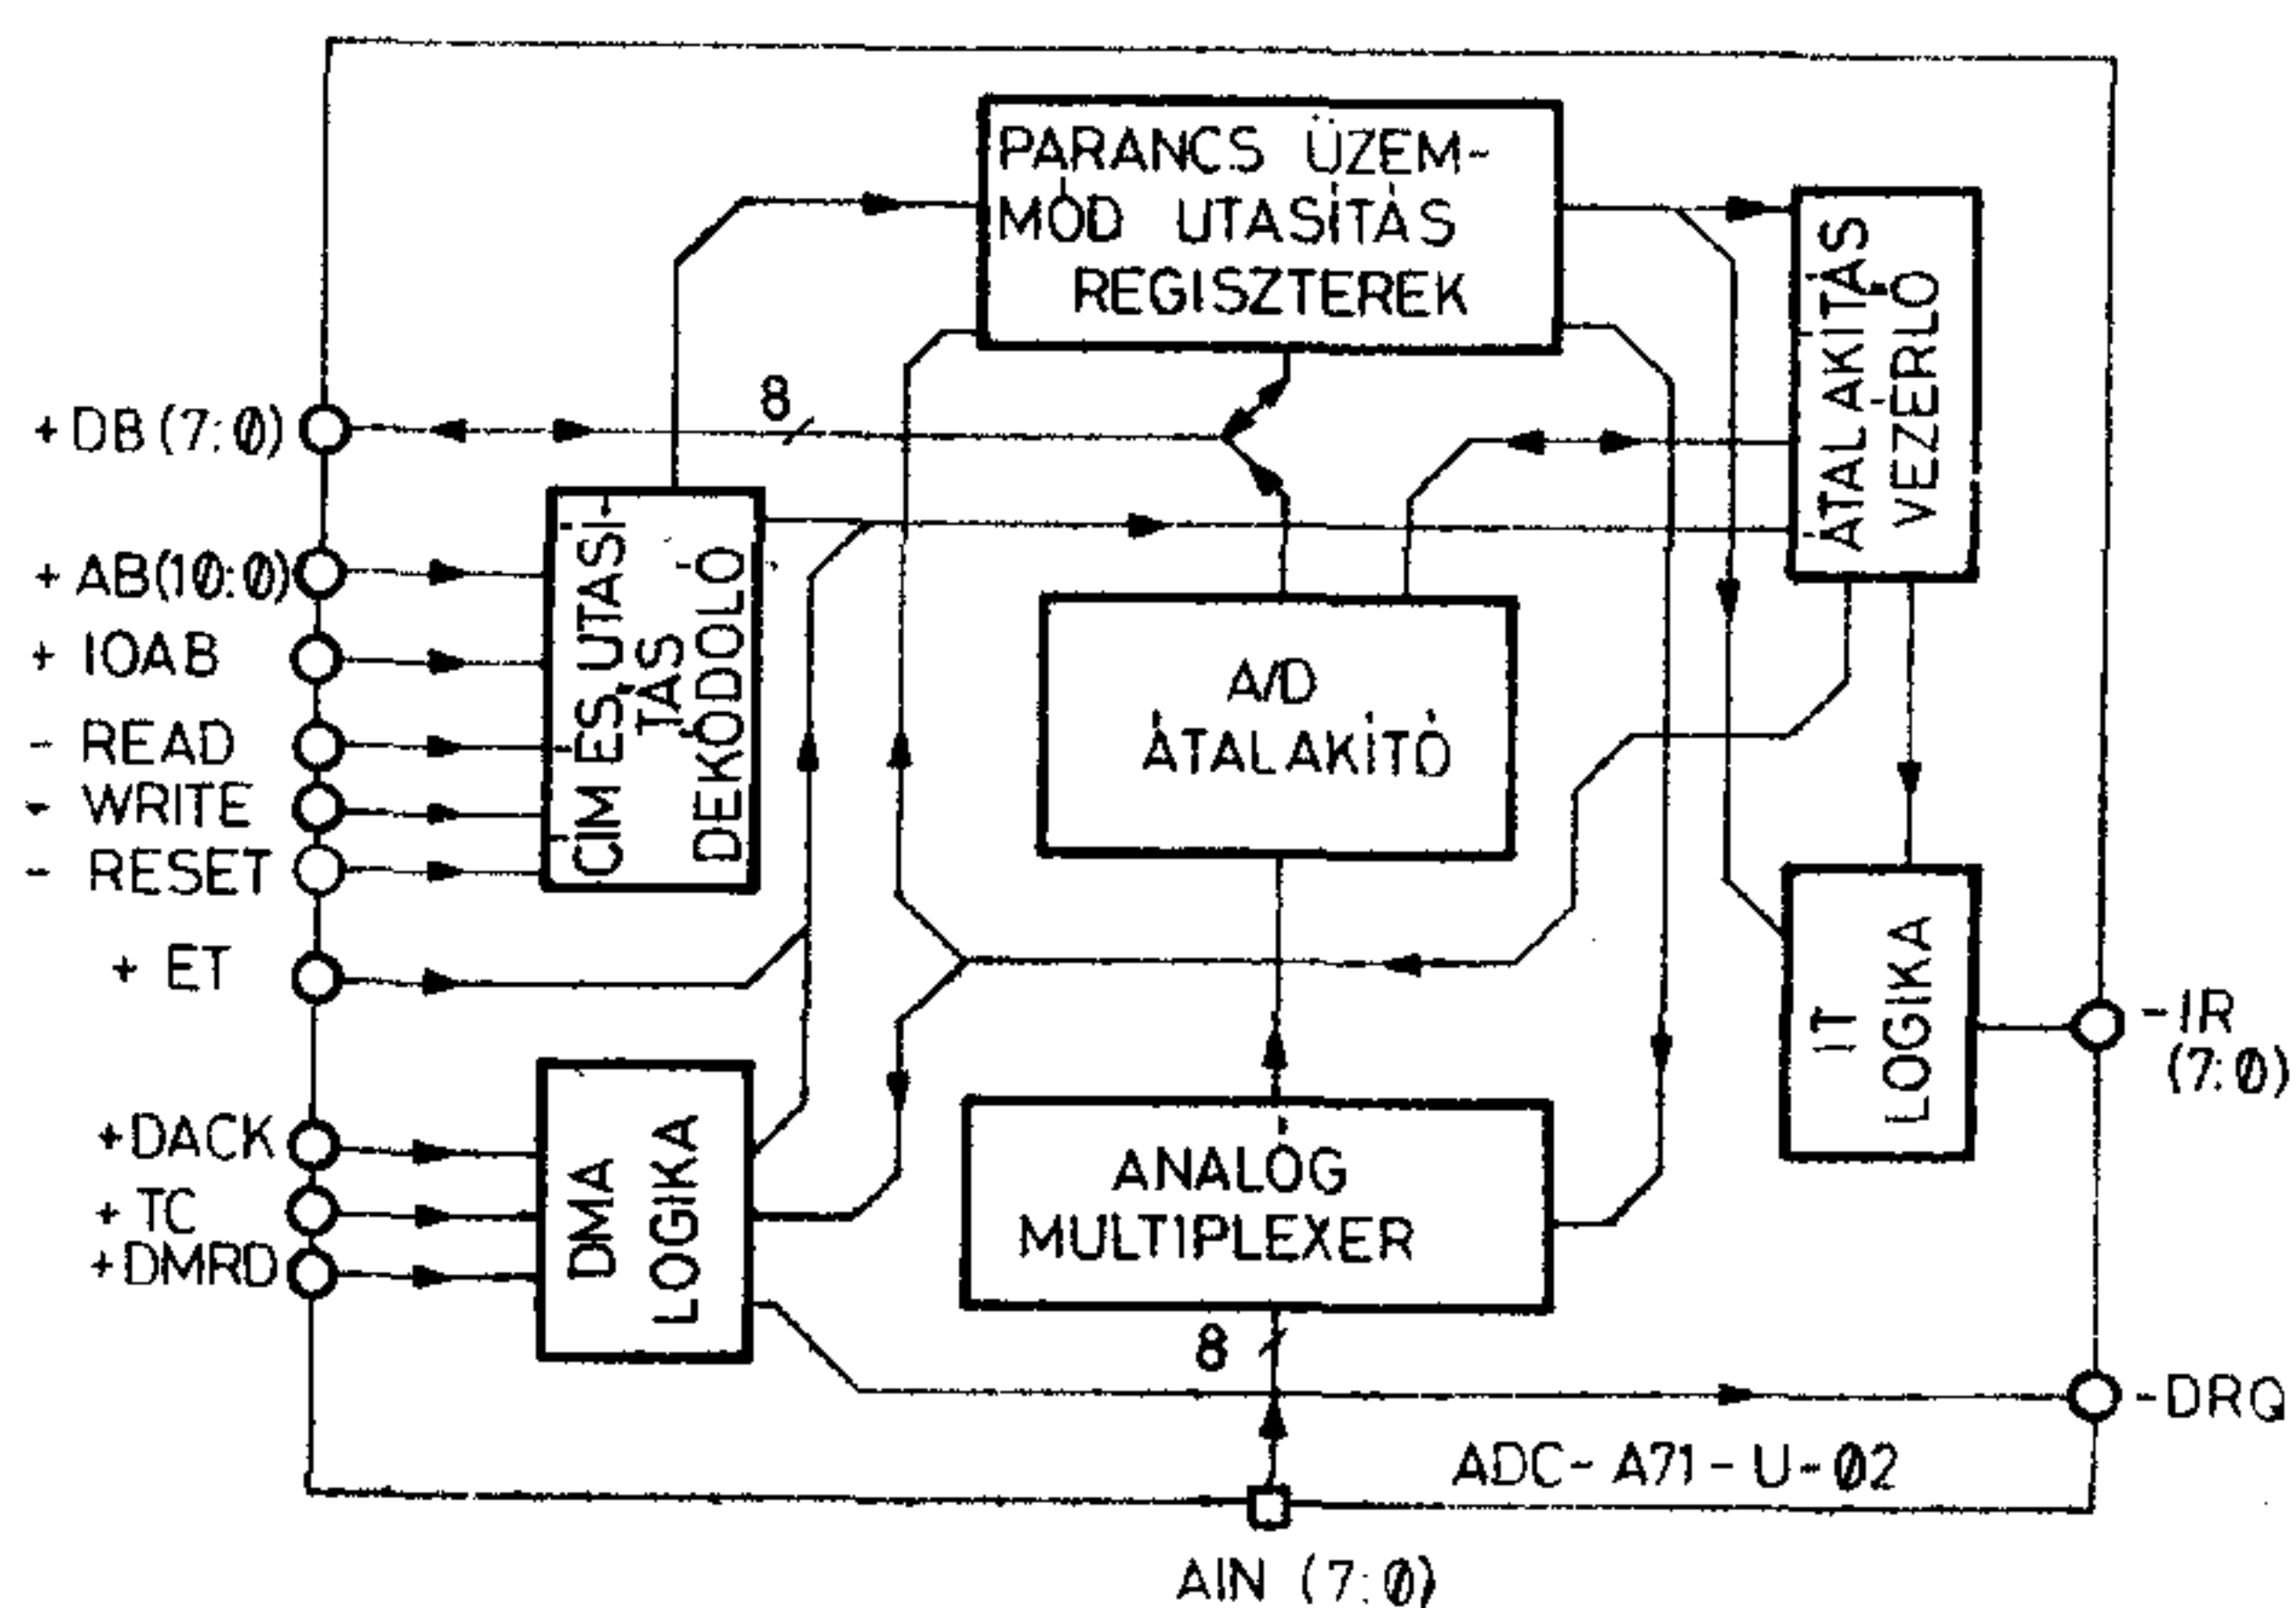 PARANCS ÜZEM-
MÓD UTASÍTÁS
REGISZTEREK
ÁTALAKÍTÁS
VEZÉRLŐ
+ DB (7:0)
8
+ AB(10:0)
+ IOAB
- READ
- WRITE
- RESET
+ ET
CÍM ÉS UTASÍ-
TÁS
DEKÓDOLÓ
A/D
ÁTALAKÍTÓ
IT
LOGIKA
-IR
(7:0)
+DACK
+ TC
+DMRD
DMA
LOGIKA
ANALÓG
MULTIPLEXER
8
-DRQ
ADC- A71- U-02
AIN (7:0)